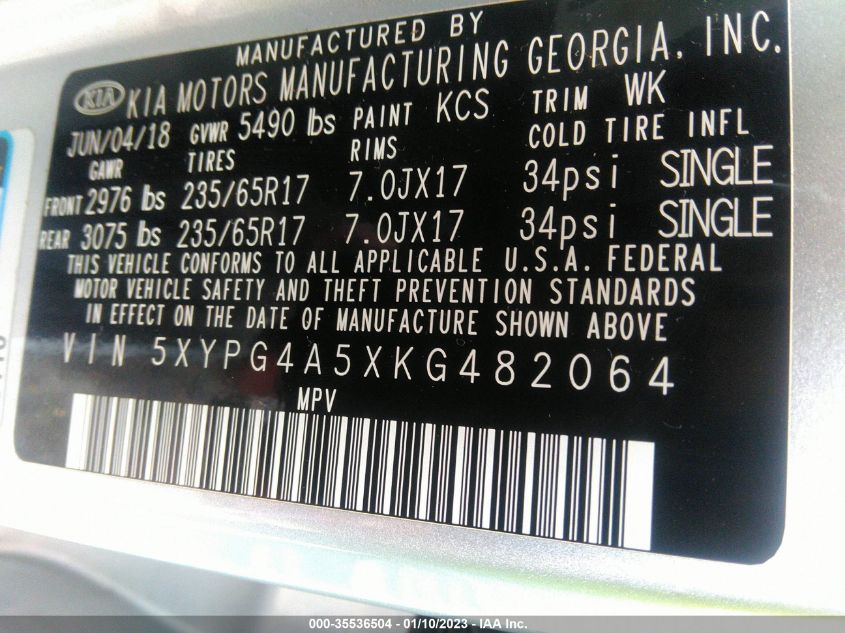 MANUFACTURED BY
KIA KIA MOTORS MANUFACTURING GEORGIA, INC.
JUN/04/18 GVWR 5490 lbs PAINT KCS TRIM WK
GAWR TIRES RIMS COLD TIRE INFL
FRONT 2976 lbs 235/65R17 7.0JX17 34psi SINGLE
REAR 3075 lbs 235/65R17 7.0JX17 34psi SINGLE
THIS VEHICLE CONFORMS TO ALL APPLICABLE U.S.A. FEDERAL
MOTOR VEHICLE SAFETY AND THEFT PREVENTION STANDARDS
IN EFFECT ON THE DATE OF MANUFACTURE SHOWN ABOVE
VIN 5XYPG4A5XKG482064
MPV
000-35536504 — 01/10/2023 — IAA Inc.